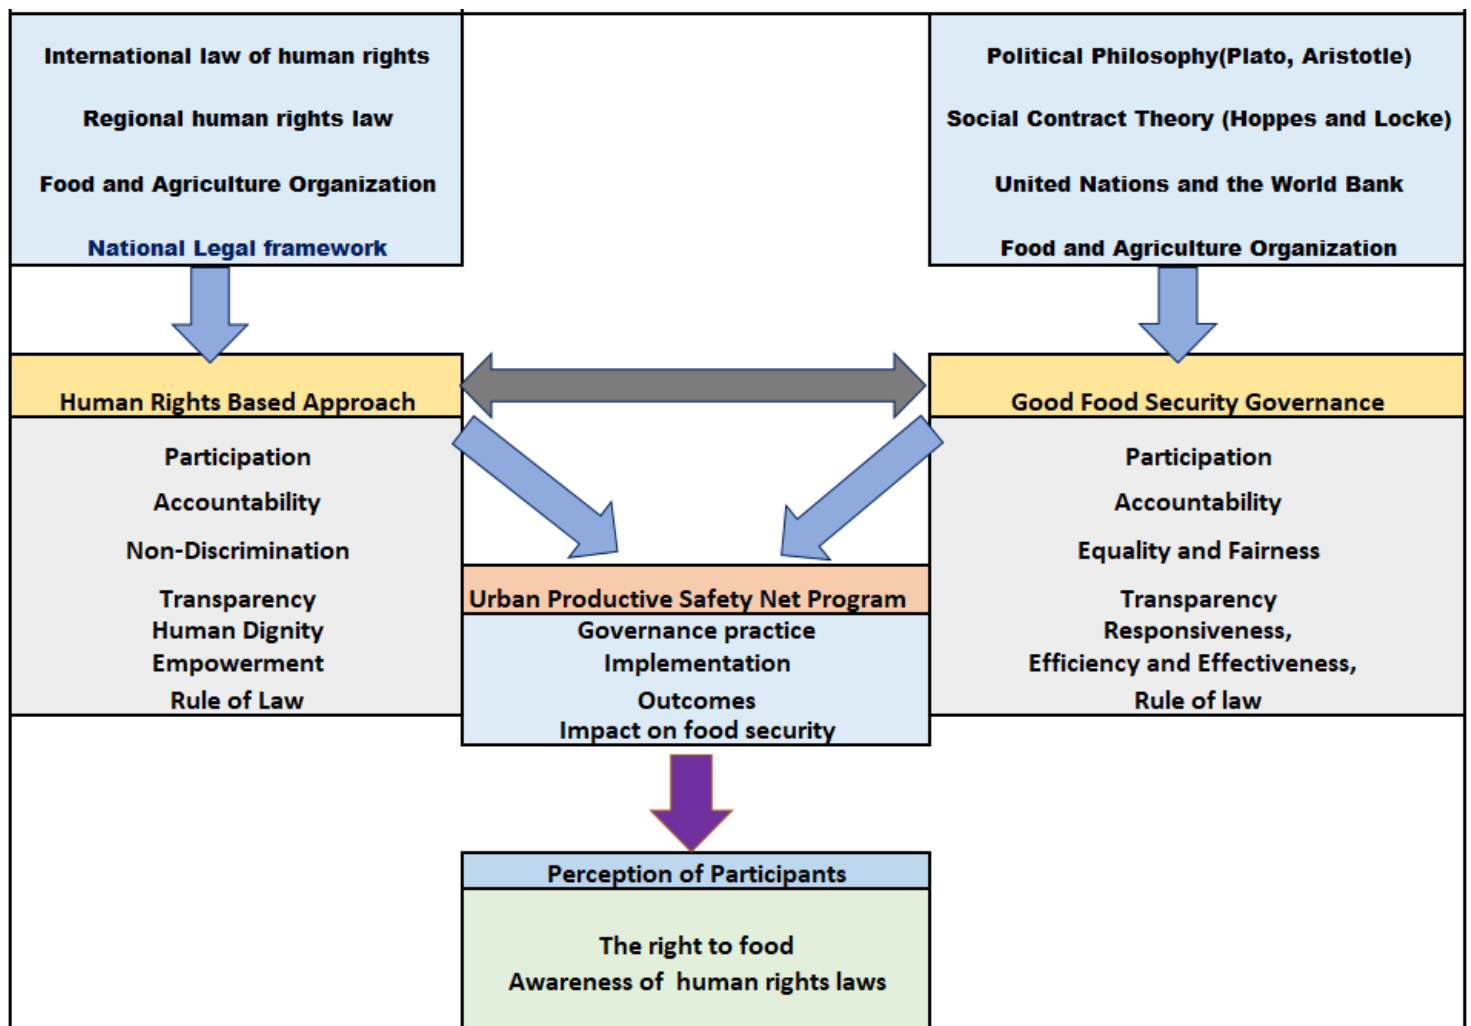 International law of human rights
Regional human rights law
Food and Agriculture Organization
National Legal framework
Political Philosophy(Plato, Aristotle)
Social Contract Theory (Hoppes and Locke)
United Nations and the World Bank
Food and Agriculture Organization
Human Rights Based Approach
Participation
Accountability
Non-Discrimination
Transparency
Human Dignity
Empowerment
Rule of Law
Good Food Security Governance
Participation
Accountability
Equality and Fairness
Transparency
Responsiveness,
Efficiency and Effectiveness,
Rule of law
Urban Productive Safety Net Program
Governance practice
Implementation
Outcomes
Impact on food security
Perception of Participants
The right to food
Awareness of human rights laws